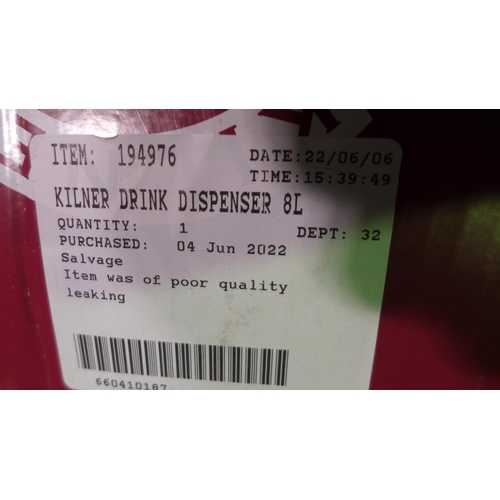 ITEM: 194976 DATE:22/06/06
TIME:15:39:49
KILNER DRINK DISPENSER 8L
QUANTITY: 1 DEPT: 32
PURCHASED: 04 Jun 2022
Salvage
Item was of poor quality
leaking
660410187